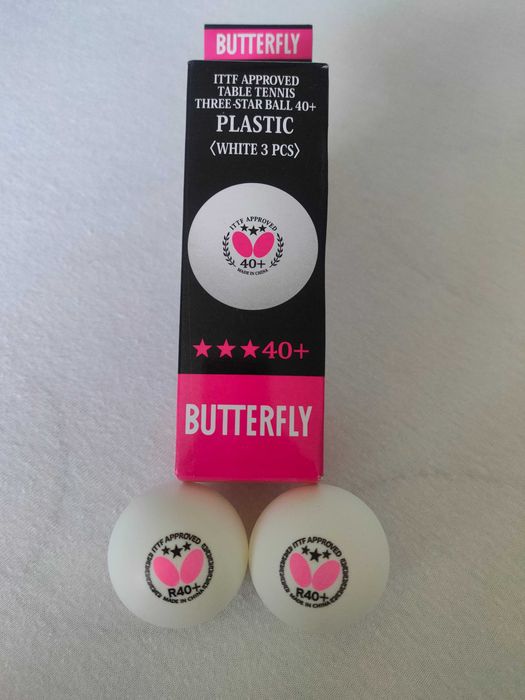 BUTTERFLY
ITTF APPROVED
TABLE TENNIS
THREE-STAR BALL 40+
PLASTIC
〈WHITE 3 PCS〉
ITTF APPROVED
40+
MADE IN CHINA
★★★40+
BUTTERFLY
ITTF APPROVED
R40+
MADE IN CHINA
ITTF APPROVED
R40+
MADE IN CHINA